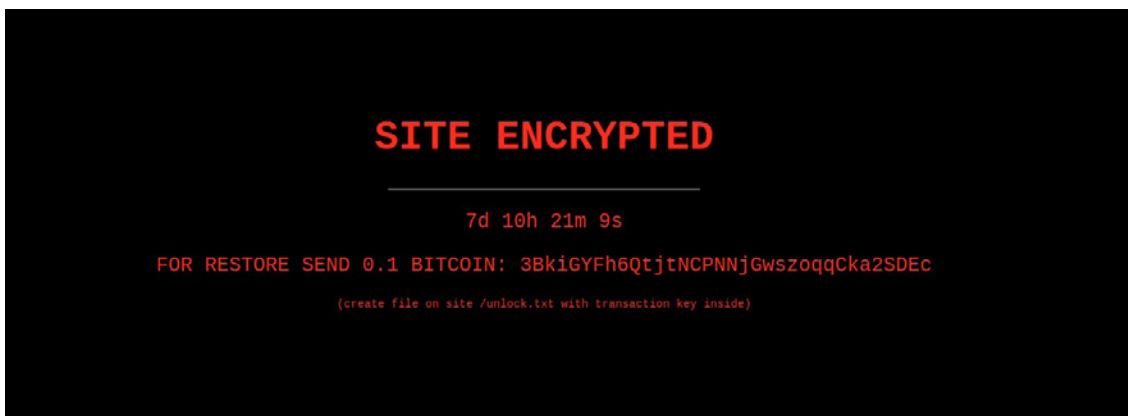 SITE ENCRYPTED
7d 10h 21m 9s
FOR RESTORE SEND 0.1 BITCOIN: 3BkiGYFh6QtjtNCPNNjGwszoqqCka2SDEc
(create file on site /unlock.txt with transaction key inside)